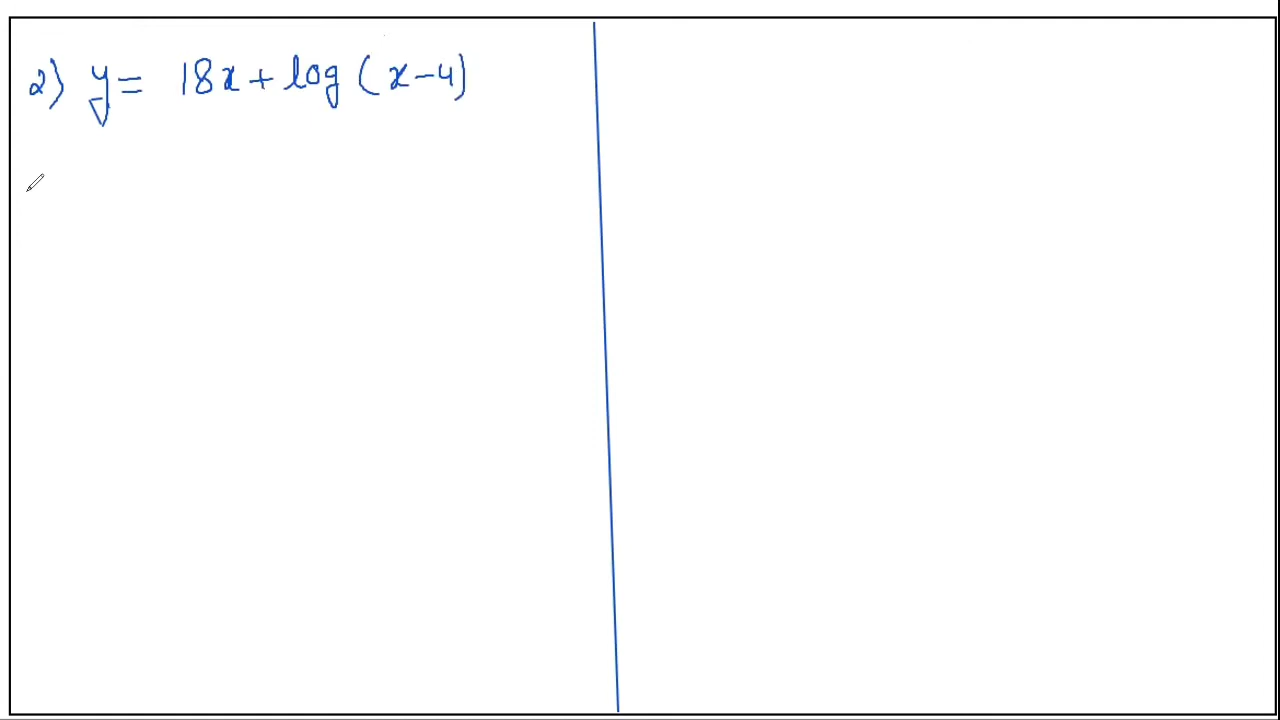 2) y = 18x + log (x-4)